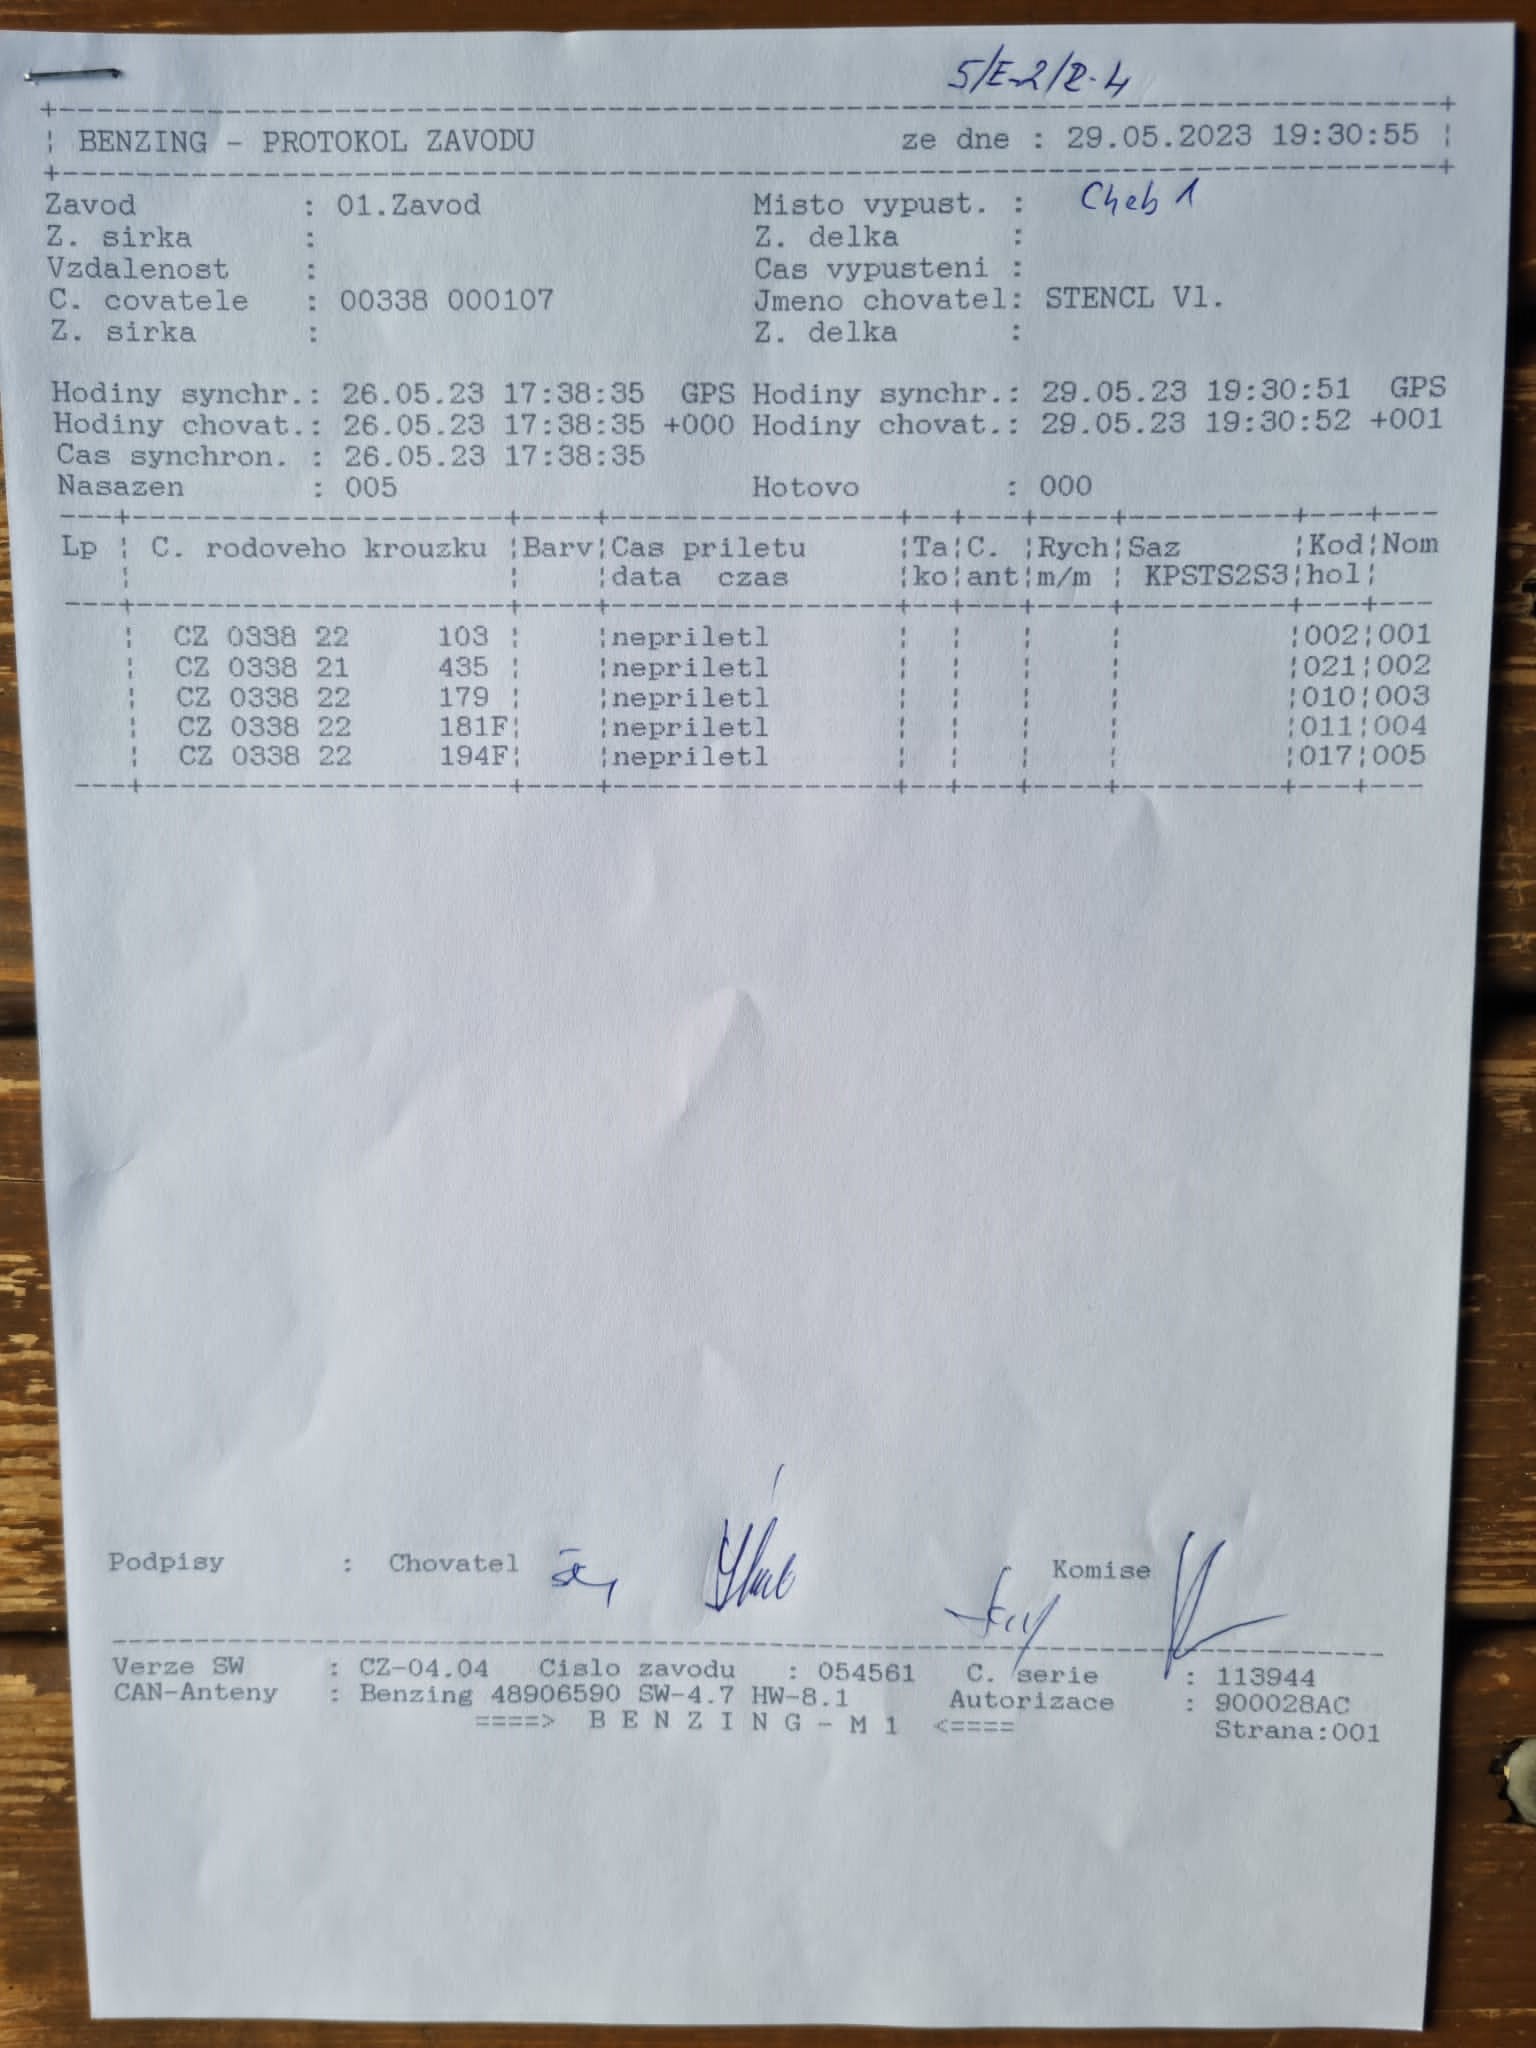 5/E-2/R-4
+--------------------------------------------------------------+
¦ BENZING - PROTOKOL ZAVODU ze dne : 29.05.2023 19:30:55 ¦
+--------------------------------------------------------------+
Zavod : 01.Zavod Misto vypust. : Cheb 1
Z. sirka : Z. delka :
Vzdalenost : Cas vypusteni :
C. covatele : 00338 000107 Jmeno chovatel: STENCL Vl.
Z. sirka : Z. delka :
Hodiny synchr.: 26.05.23 17:38:35 GPS Hodiny synchr.: 29.05.23 19:30:51 GPS
Hodiny chovat.: 26.05.23 17:38:35 +000 Hodiny chovat.: 29.05.23 19:30:52 +001
Cas synchron. : 26.05.23 17:38:35
Nasazen : 005 Hotovo : 000
Lp ¦ C. rodoveho krouzku ¦Barv¦Cas priletu ¦Ta¦C. ¦Rych¦Saz ¦Kod¦Nom
¦ ¦ ¦data czas ¦ko¦ant¦m/m ¦ KPSTS2S3¦hol¦
¦ CZ 0338 22 103 ¦ ¦nepriletl ¦ ¦ ¦ ¦ ¦002¦001
¦ CZ 0338 21 435 ¦ ¦nepriletl ¦ ¦ ¦ ¦ ¦021¦002
¦ CZ 0338 22 179 ¦ ¦nepriletl ¦ ¦ ¦ ¦ ¦010¦003
¦ CZ 0338 22 181F¦ ¦nepriletl ¦ ¦ ¦ ¦ ¦011¦004
¦ CZ 0338 22 194F¦ ¦nepriletl ¦ ¦ ¦ ¦ ¦017¦005
Podpisy : Chovatel Komise
Verze SW : CZ-04.04 Cislo zavodu : 054561 C. serie : 113944
CAN-Anteny : Benzing 48906590 SW-4.7 HW-8.1 Autorizace : 900028AC
====> B E N Z I N G - M 1 <==== Strana:001